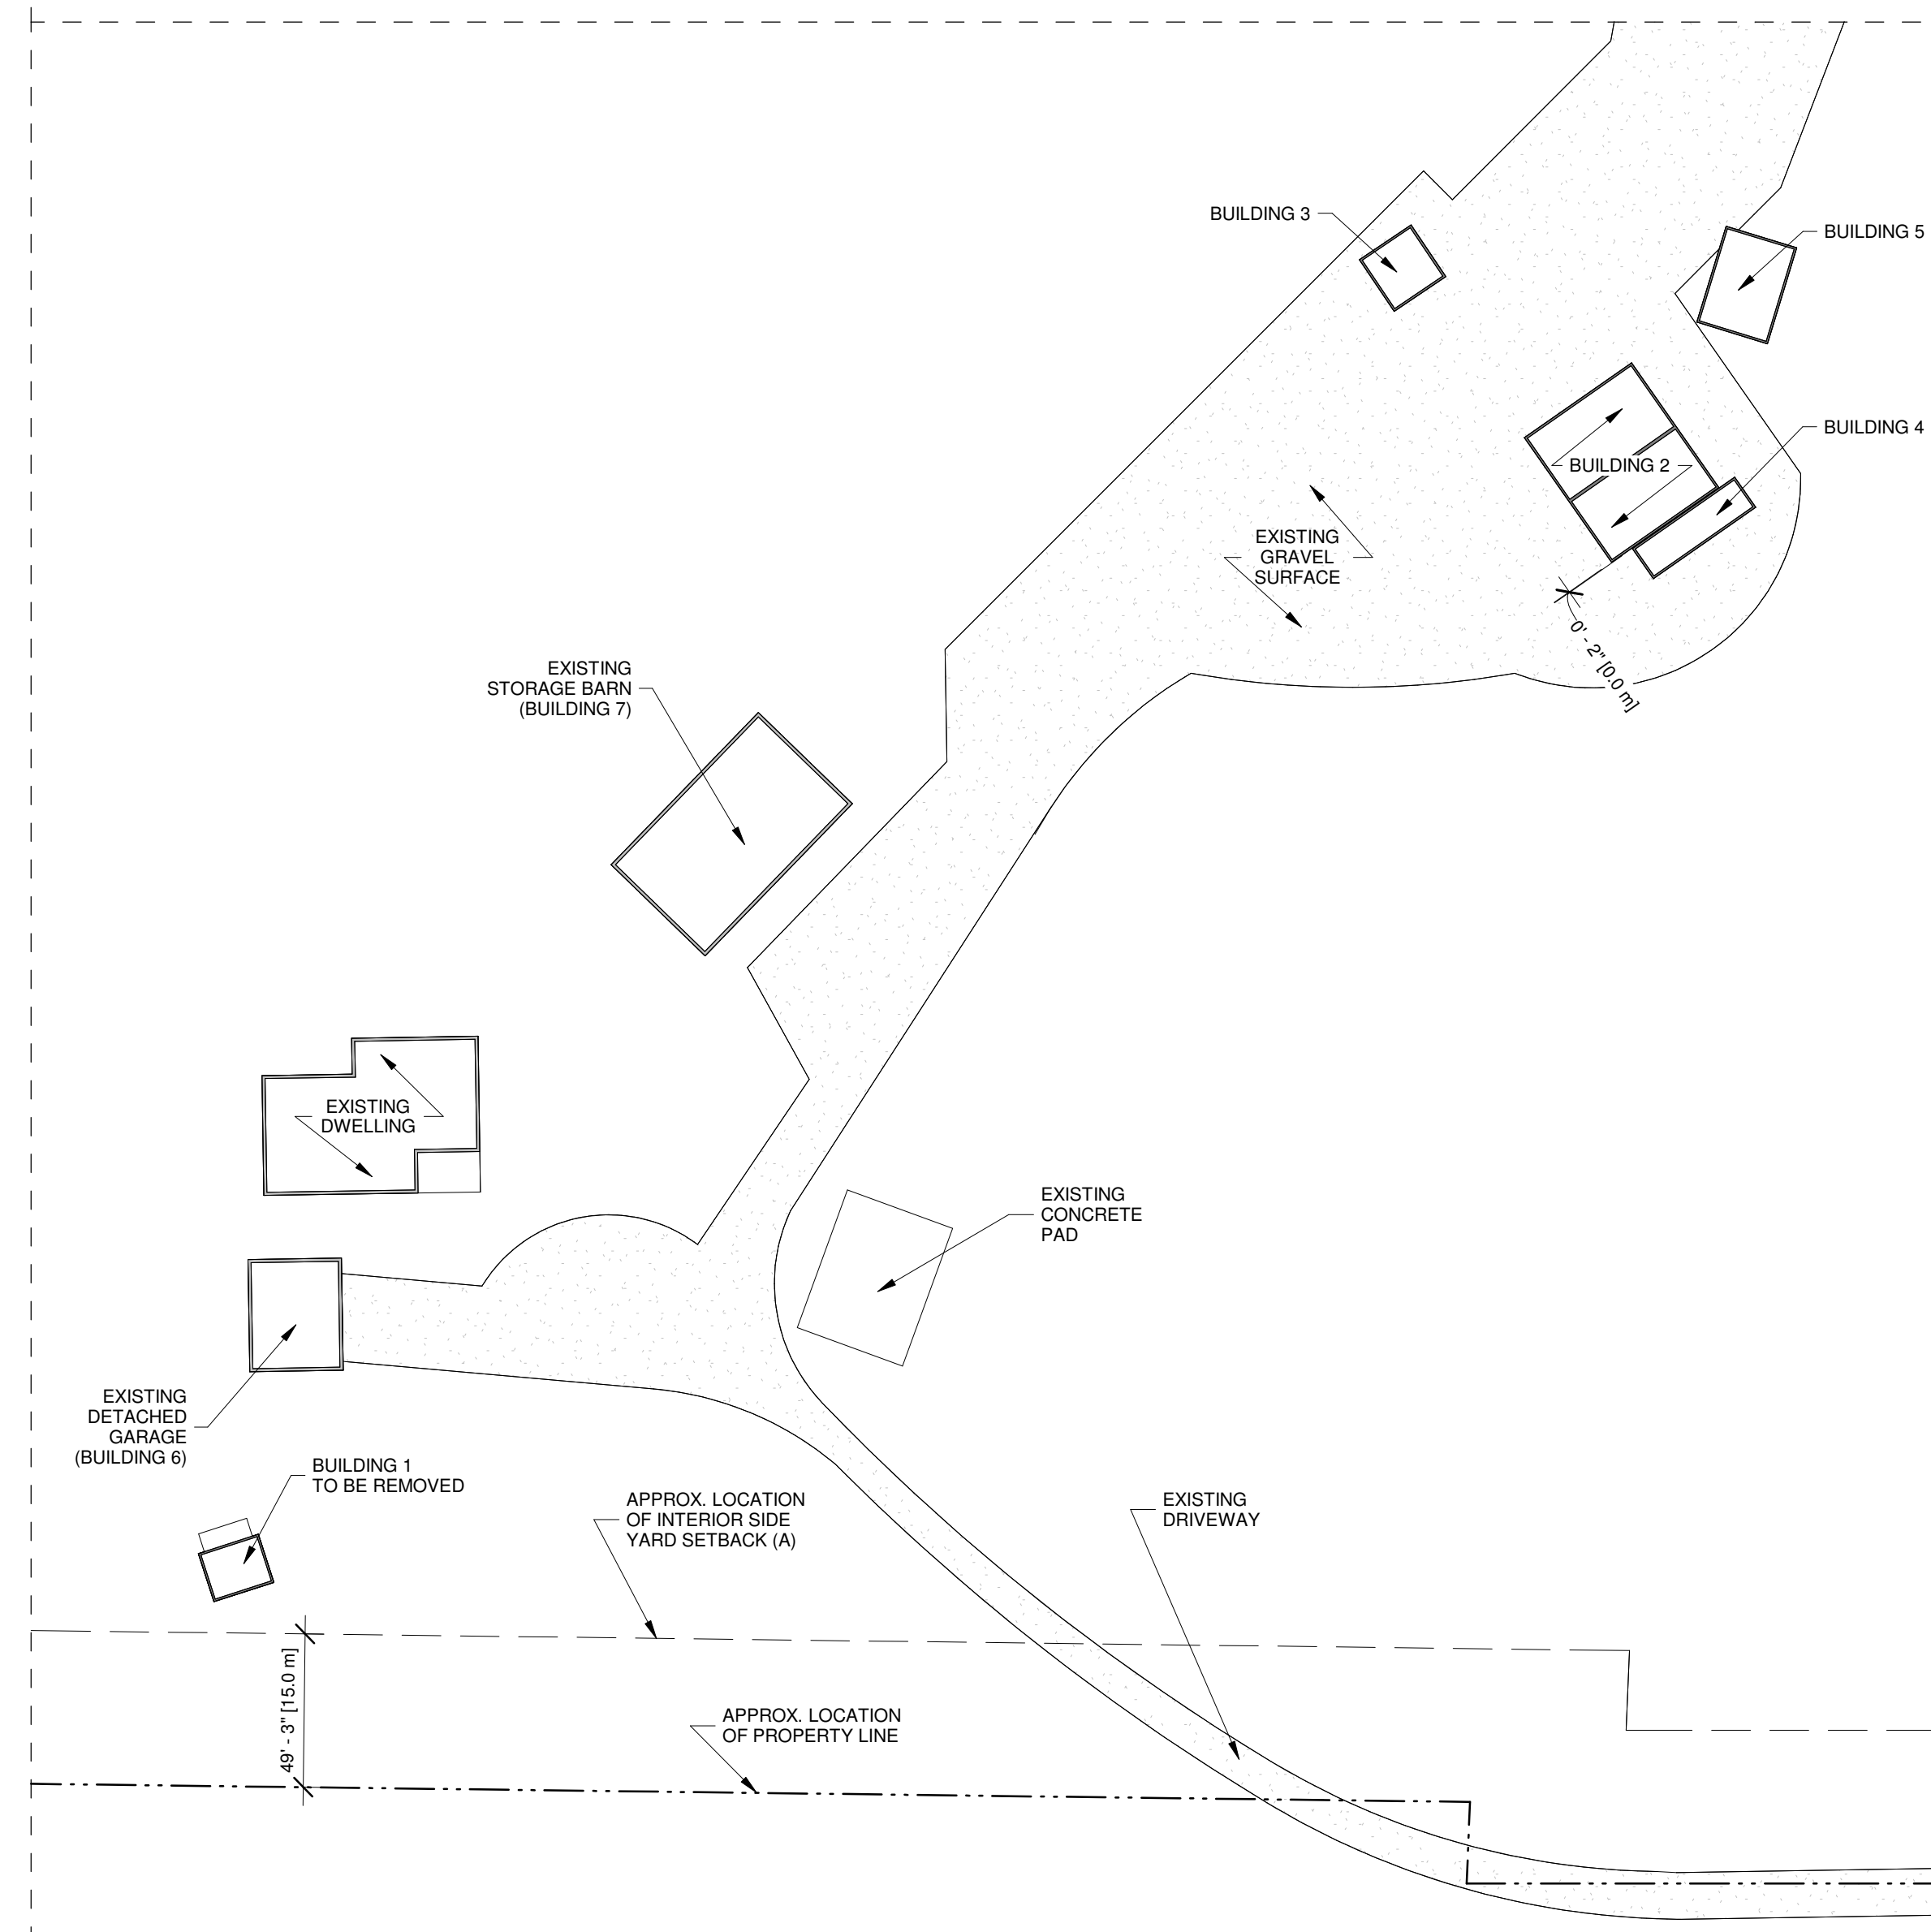 BUILDING 3
BUILDING 5
BUILDING 4
BUILDING 2
EXISTING
GRAVEL
SURFACE
0' - 2" [0.0 m]
EXISTING
STORAGE BARN
(BUILDING 7)
EXISTING
DWELLING
EXISTING
CONCRETE
PAD
EXISTING
DETACHED
GARAGE
(BUILDING 6)
BUILDING 1
TO BE REMOVED
APPROX. LOCATION
OF INTERIOR SIDE
YARD SETBACK (A)
EXISTING
DRIVEWAY
49' - 3" [15.0 m]
APPROX. LOCATION
OF PROPERTY LINE